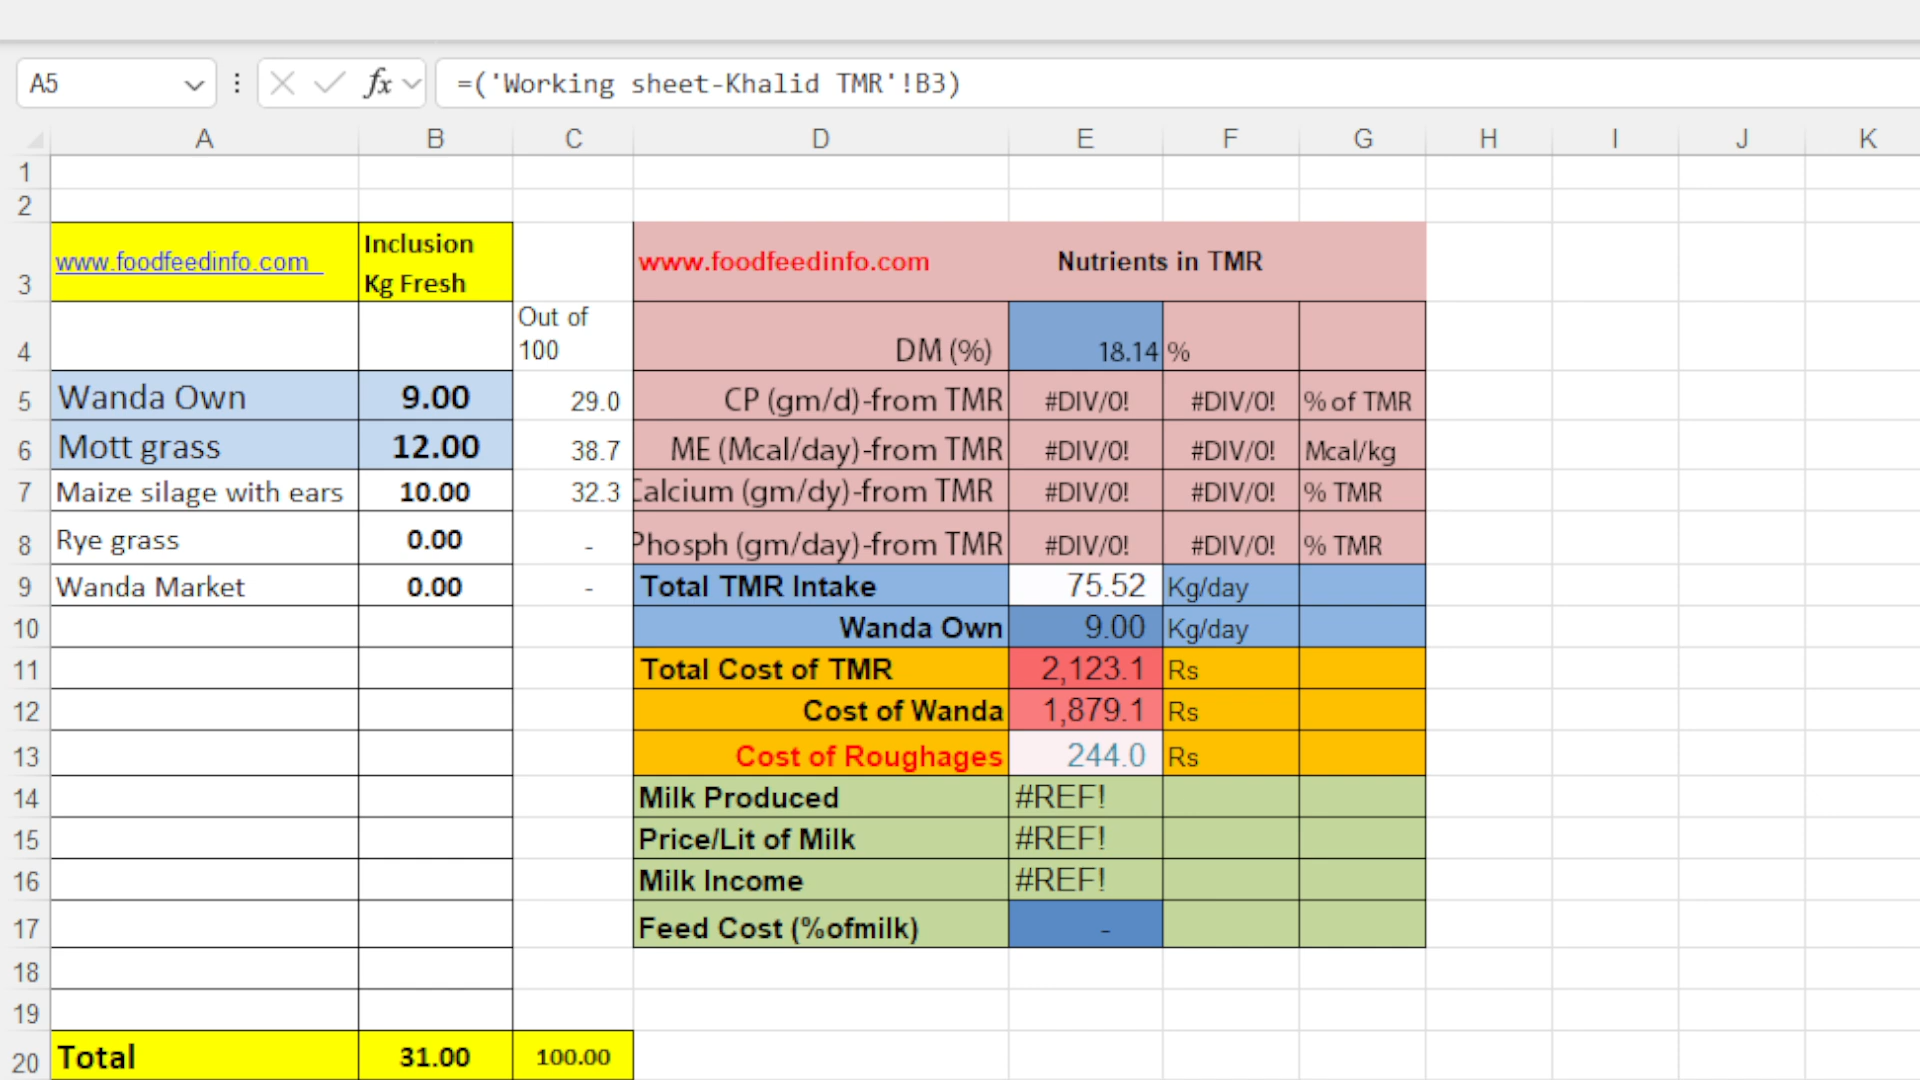 A5 fx =('Working sheet-Khalid TMR'!B3)
A B C D E F G H I J K
1
2
3 www.foodfeedinfo.com Inclusion Kg Fresh www.foodfeedinfo.com Nutrients in TMR
4 Out of 100 DM (%) 18.14 %
5 Wanda Own 9.00 29.0 CP (gm/d)-from TMR #DIV/0! #DIV/0! % of TMR
6 Mott grass 12.00 38.7 ME (Mcal/day)-from TMR #DIV/0! #DIV/0! Mcal/kg
7 Maize silage with ears 10.00 32.3 Calcium (gm/dy)-from TMR #DIV/0! #DIV/0! % TMR
8 Rye grass 0.00 - Phosph (gm/day)-from TMR #DIV/0! #DIV/0! % TMR
9 Wanda Market 0.00 - Total TMR Intake 75.52 Kg/day
10 Wanda Own 9.00 Kg/day
11 Total Cost of TMR 2,123.1 Rs
12 Cost of Wanda 1,879.1 Rs
13 Cost of Roughages 244.0 Rs
14 Milk Produced #REF!
15 Price/Lit of Milk #REF!
16 Milk Income #REF!
17 Feed Cost (%ofmilk) -
18
19
20 Total 31.00 100.00